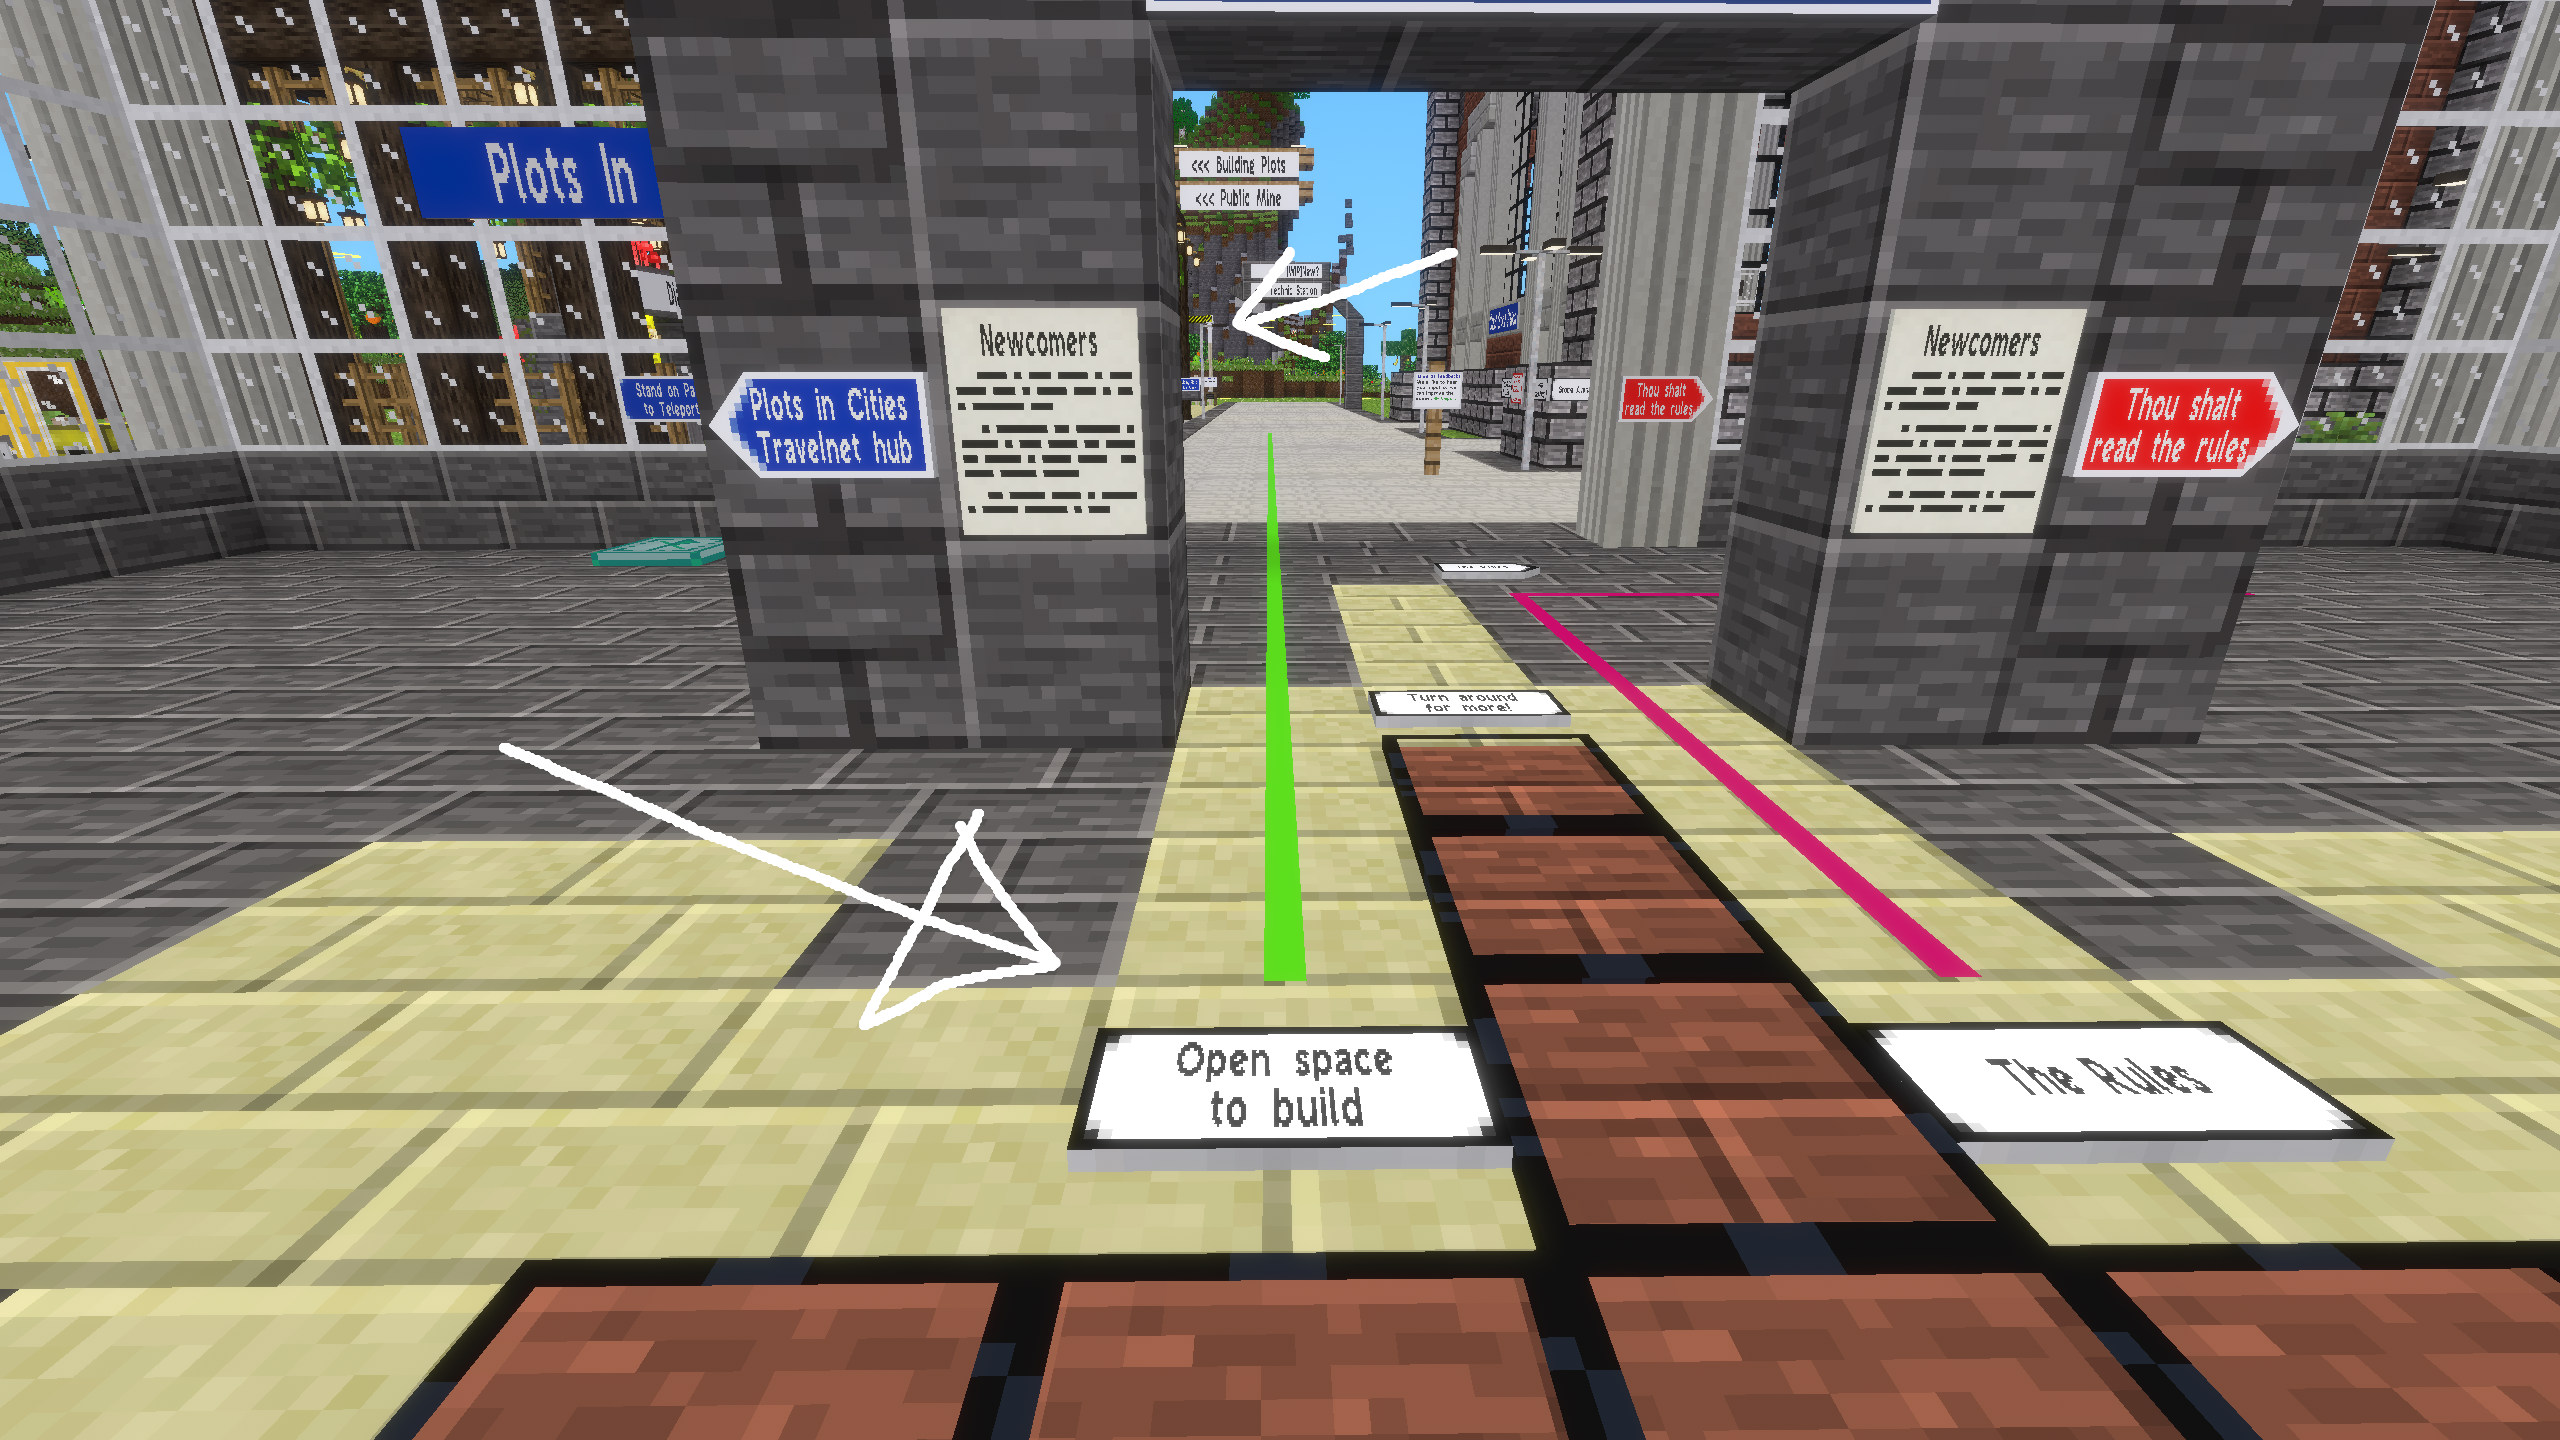 Plots In
<<< Building Plots
<<< Public Mine
Newcomers
Plots in Cities
Travelnet hub
Stand on Pa
to Teleport
Thou shalt
read the rules
Newcomers
Thou shalt
read the rules
Turn around
for more!
Open space
to build
The Rules